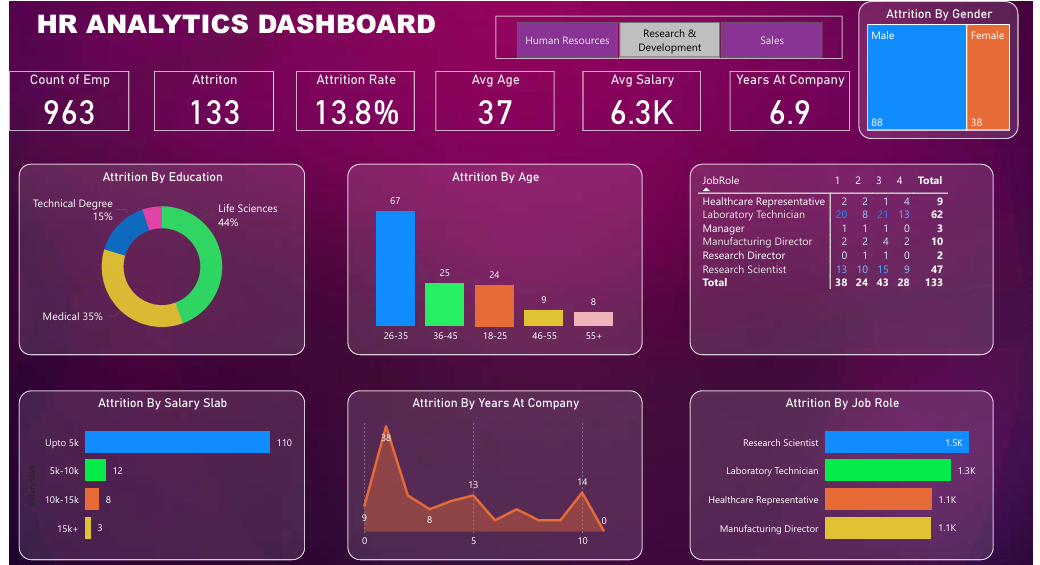 HR ANALYTICS DASHBOARD
Human Resources
Research &
Development
Sales
Attrition By Gender
Male
Female
88
38
Count of Emp
963
Attriton
133
Attrition Rate
13.8%
Avg Age
37
Avg Salary
6.3K
Years At Company
6.9
Attrition By Education
Technical Degree
15%
Life Sciences
44%
Medical 35%
Attrition By Age
67
25
24
9
8
26-35 36-45 18-25 46-55 55+
JobRole 1 2 3 4 Total
Healthcare Representative 2 2 1 4 9
Laboratory Technician 20 8 21 13 62
Manager 1 1 1 0 3
Manufacturing Director 2 2 4 2 10
Research Director 0 1 1 0 2
Research Scientist 13 10 15 9 47
Total 38 24 43 28 133
Attrition By Salary Slab
Upto 5k 110
5k-10k 12
10k-15k 8
15k+ 3
Attrition By Years At Company
38
13
14
9
8
0
0 5 10
Attrition By Job Role
Research Scientist 1.5K
Laboratory Technician 1.3K
Healthcare Representative 1.1K
Manufacturing Director 1.1K